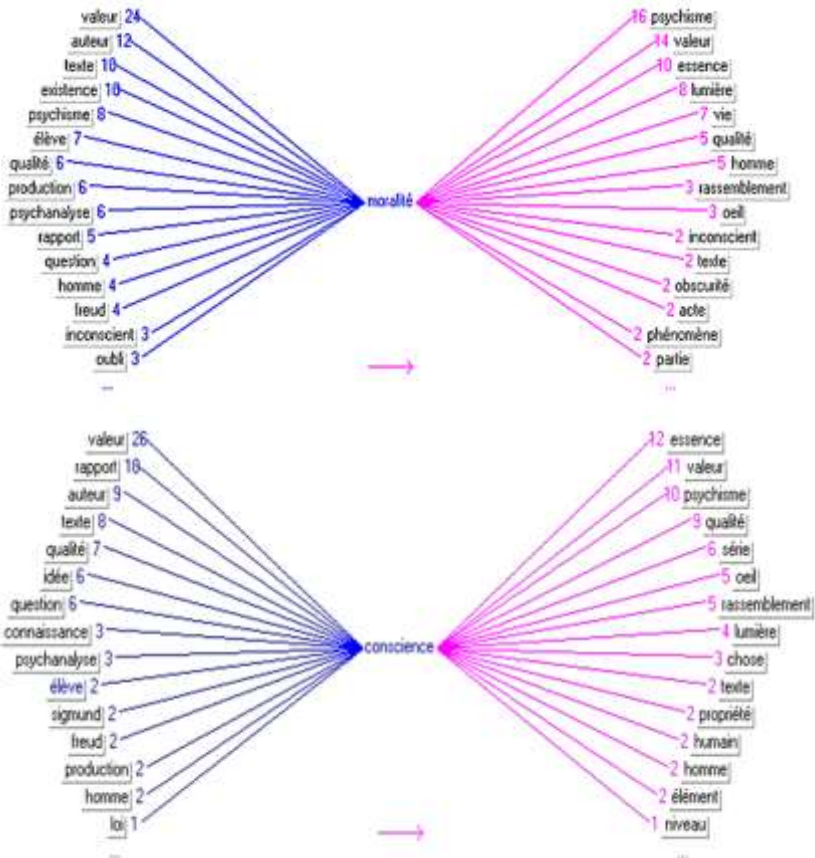 valeur 24
16 psychisme
auteur 12
14 valeur
texte 10
10 essence
existence 10
8 lumière
psychisme 8
7 vie
élève 7
5 qualité
qualité 6
5 homme
production 6
3 rassemblement
moralité
psychanalyse 6
3 oeil
rapport 5
2 inconscient
question 4
2 texte
homme 4
2 obscurité
freud 4
2 acte
inconscient 3
2 phénomène
oubli 3
2 partie
...
...
valeur 26
12 essence
rapport 10
11 valeur
auteur 9
10 psychisme
texte 8
9 qualité
qualité 7
6 série
idée 6
5 oeil
question 6
5 rassemblement
connaissance 3
4 lumière
conscience
psychanalyse 3
3 chose
élève 2
2 texte
sigmund 2
2 propriété
freud 2
2 humain
production 2
2 homme
homme 2
2 élément
loi 1
1 niveau
...
...